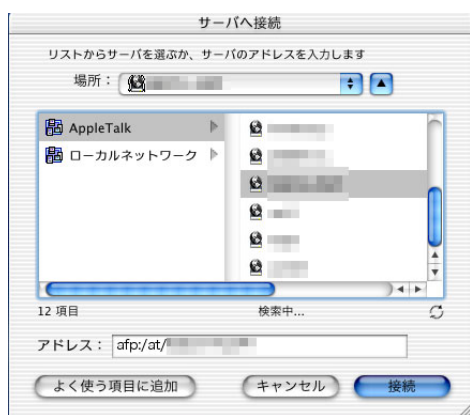 サーバへ接続
リストからサーバを選ぶか、サーバのアドレスを入力します
場所：
AppleTalk
ローカルネットワーク
12 項目
検索中...
アドレス： afp:/at/
よく使う項目に追加
キャンセル
接続